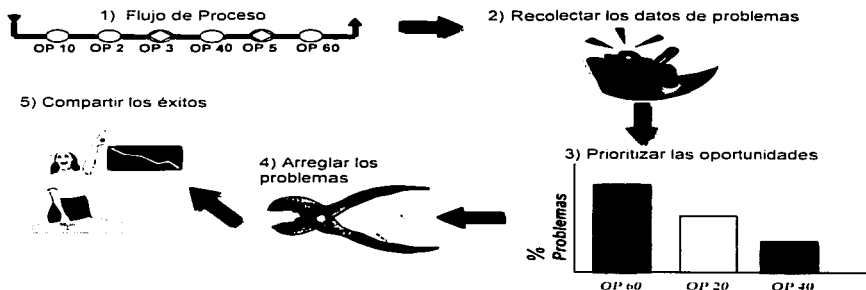 1) Flujo de Proceso
OP 10 OP 2 OP 3 OP 40 OP 5 OP 60
2) Recolectar los datos de problemas
3) Prioritizar las oportunidades
% Problemas
OP 60 OP 20 OP 40
4) Arreglar los
problemas
5) Compartir los éxitos